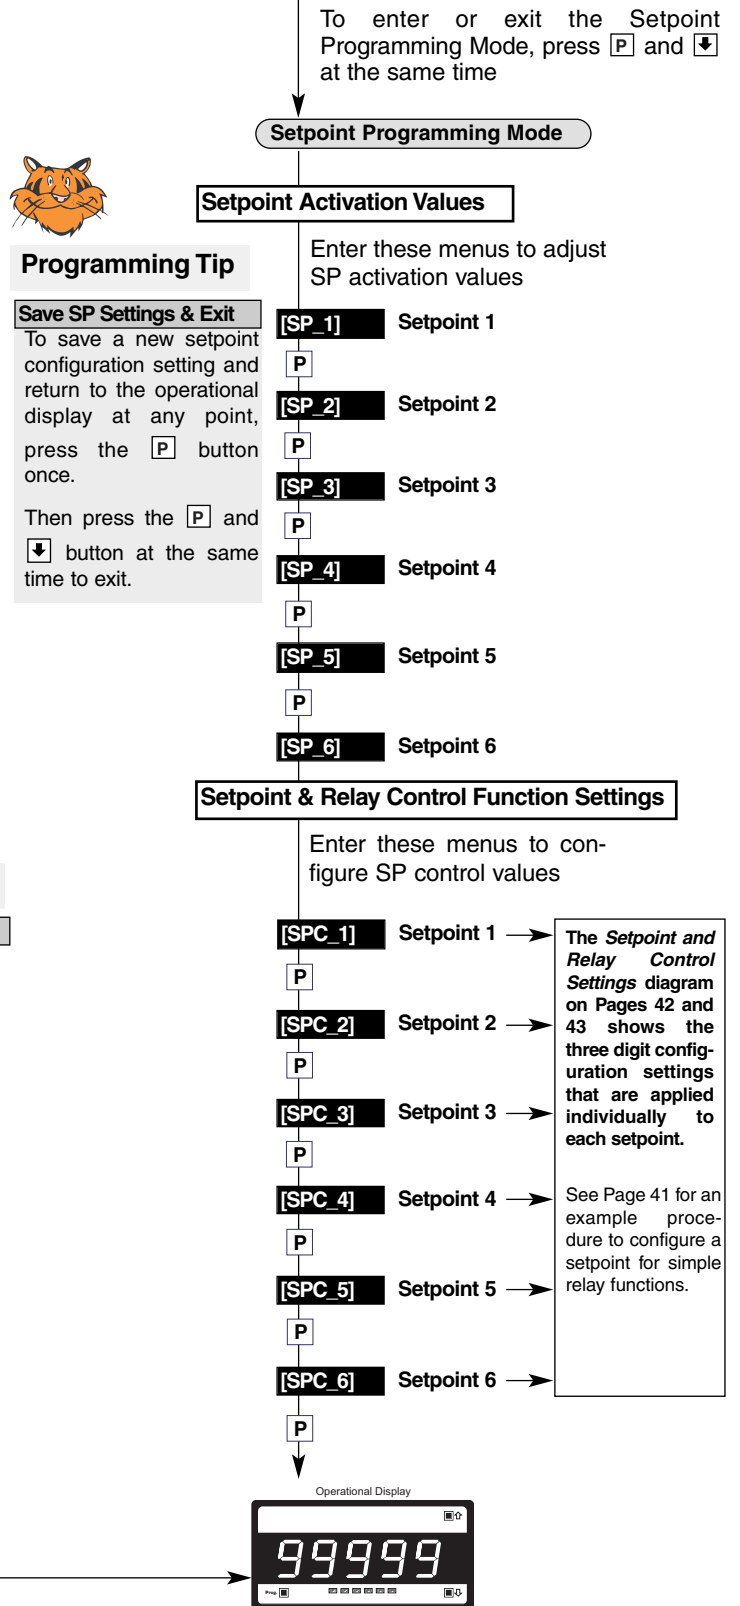 To enter or exit the Setpoint
Programming Mode, press P and
at the same time
Setpoint Programming Mode
Setpoint Activation Values
Enter these menus to adjust
SP activation values
Programming Tip
Save SP Settings & Exit
To save a new setpoint
configuration setting and
return to the operational
display at any point,
press the P button
once.
Then press the P and
button at the same
time to exit.
[SP_1] Setpoint 1
P
[SP_2] Setpoint 2
P
[SP_3] Setpoint 3
P
[SP_4] Setpoint 4
P
[SP_5] Setpoint 5
P
[SP_6] Setpoint 6
Setpoint & Relay Control Function Settings
Enter these menus to con-
figure SP control values
[SPC_1] Setpoint 1
P
[SPC_2] Setpoint 2
P
[SPC_3] Setpoint 3
P
[SPC_4] Setpoint 4
P
[SPC_5] Setpoint 5
P
[SPC_6] Setpoint 6
P
The Setpoint and
Relay Control
Settings diagram
on Pages 42 and
43 shows the
three digit config-
uration settings
that are applied
individually to
each setpoint.
See Page 41 for an
example proce-
dure to configure a
setpoint for simple
relay functions.
Operational Display
99999
Prog.